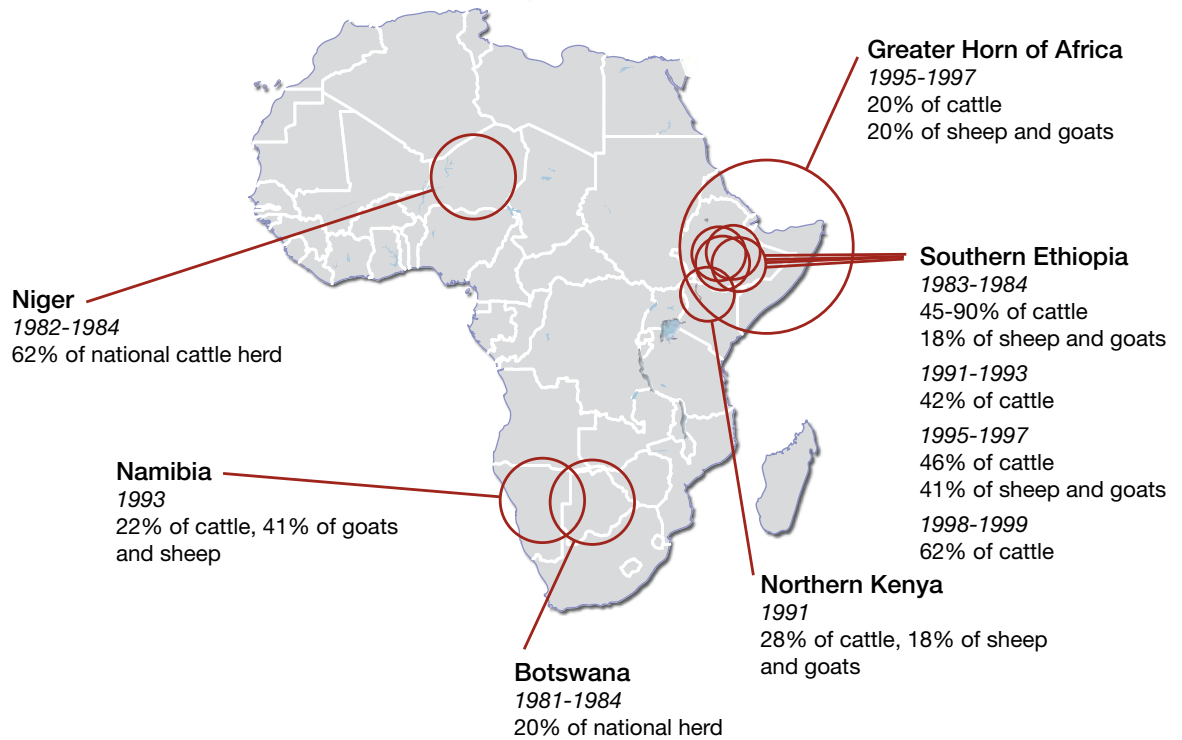 Greater Horn of Africa
1995-1997
20% of cattle
20% of sheep and goats
Southern Ethiopia
1983-1984
45-90% of cattle
18% of sheep and goats
1991-1993
42% of cattle
1995-1997
46% of cattle
41% of sheep and goats
1998-1999
62% of cattle
Niger
1982-1984
62% of national cattle herd
Namibia
1993
22% of cattle, 41% of goats
and sheep
Northern Kenya
1991
28% of cattle, 18% of sheep
and goats
Botswana
1981-1984
20% of national herd